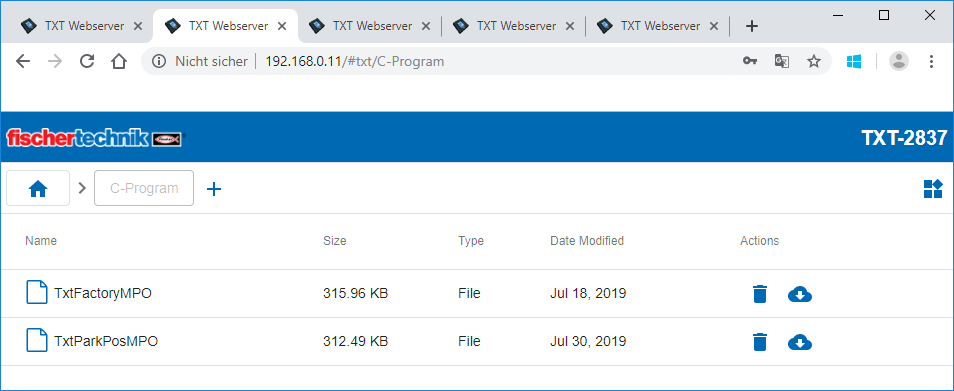 TXT Webserver TXT Webserver TXT Webserver TXT Webserver TXT Webserver
Nicht sicher 192.168.0.11/#txt/C-Program
fischertechnik TXT-2837
C-Program
Name Size Type Date Modified Actions
TxtFactoryMPO 315.96 KB File Jul 18, 2019
TxtParkPosMPO 312.49 KB File Jul 30, 2019